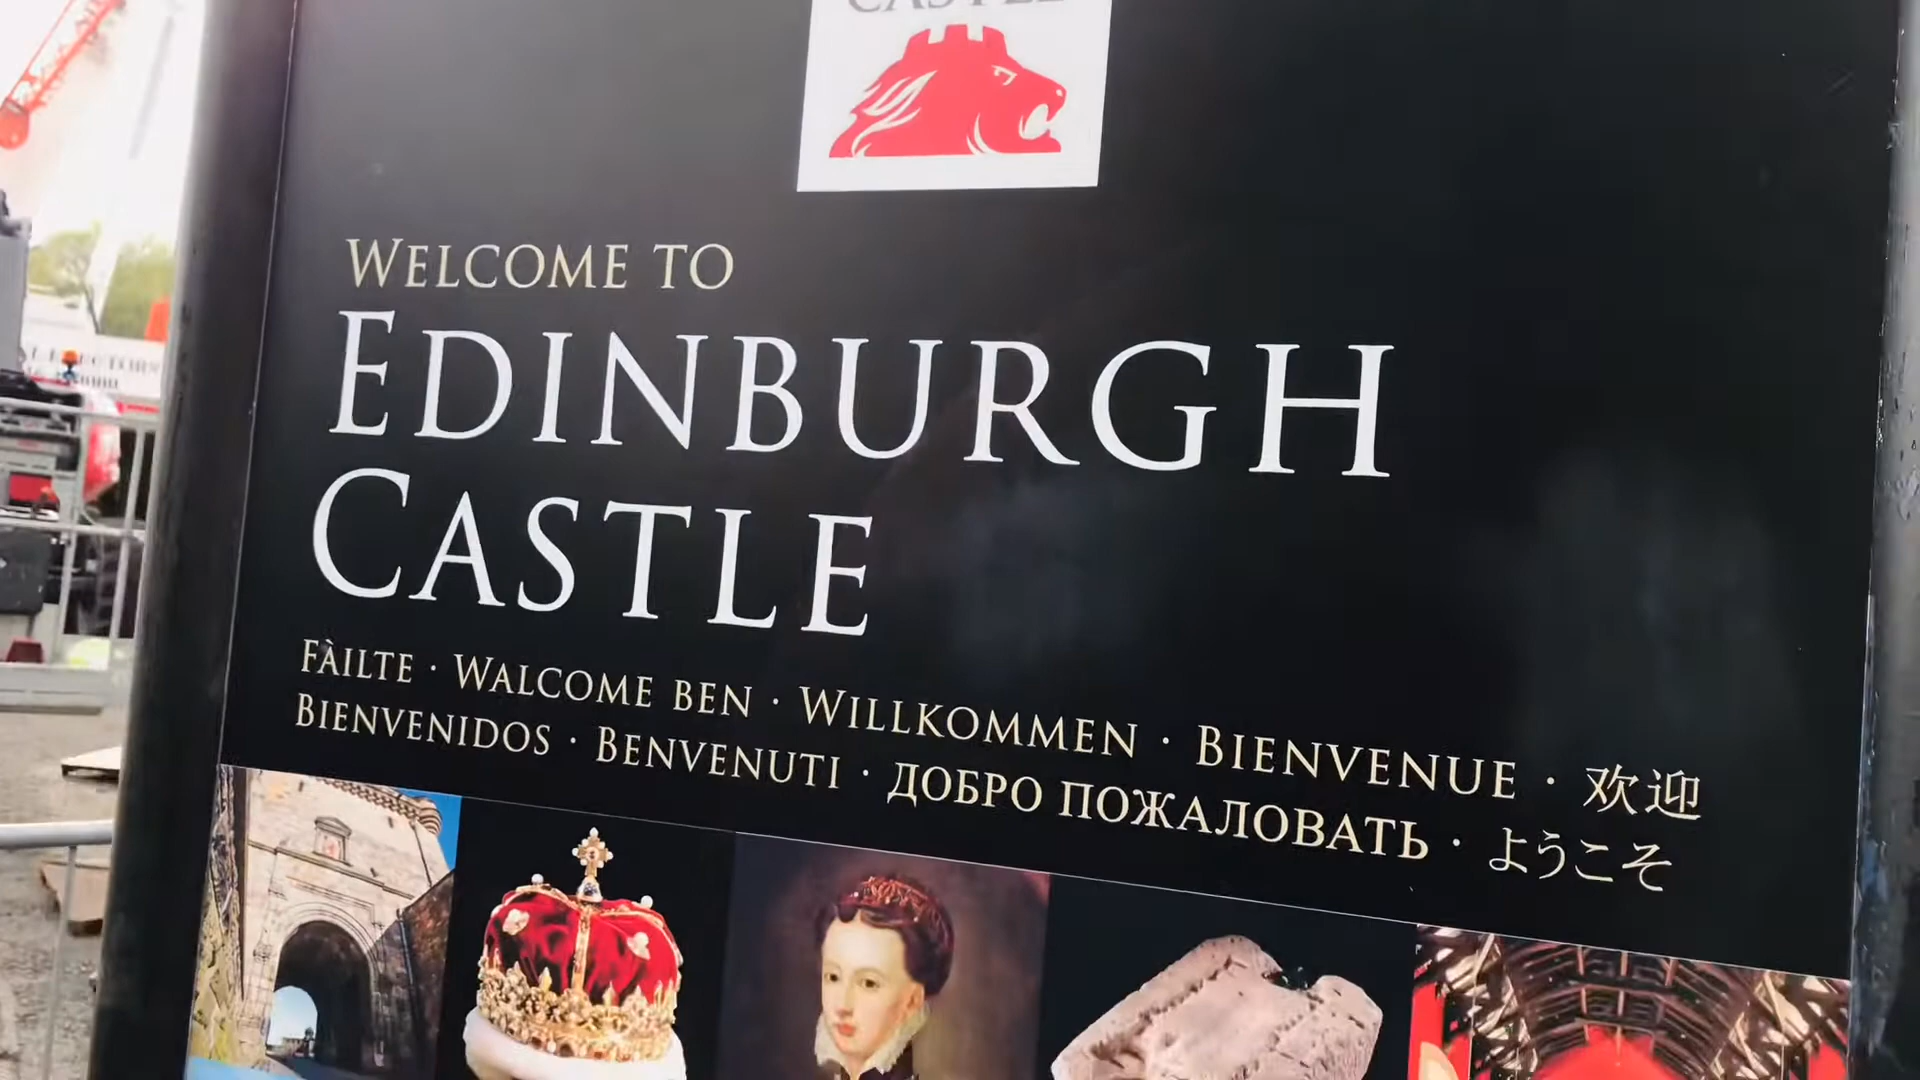 CASTLE
WELCOME TO
EDINBURGH
CASTLE
FÀILTE · WALCOME BEN · WILLKOMMEN · BIENVENUE · 欢迎
BIENVENIDOS · BENVENUTI · ДОБРО ПОЖАЛОВАТЬ · ようこそ